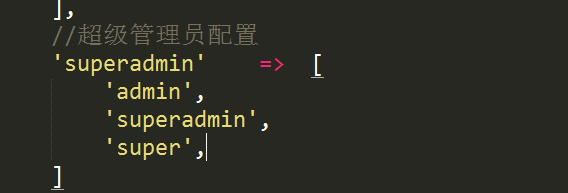 ],
//超级管理员配置
'superadmin'    =>  [
    'admin',
    'superadmin',
    'super',
]